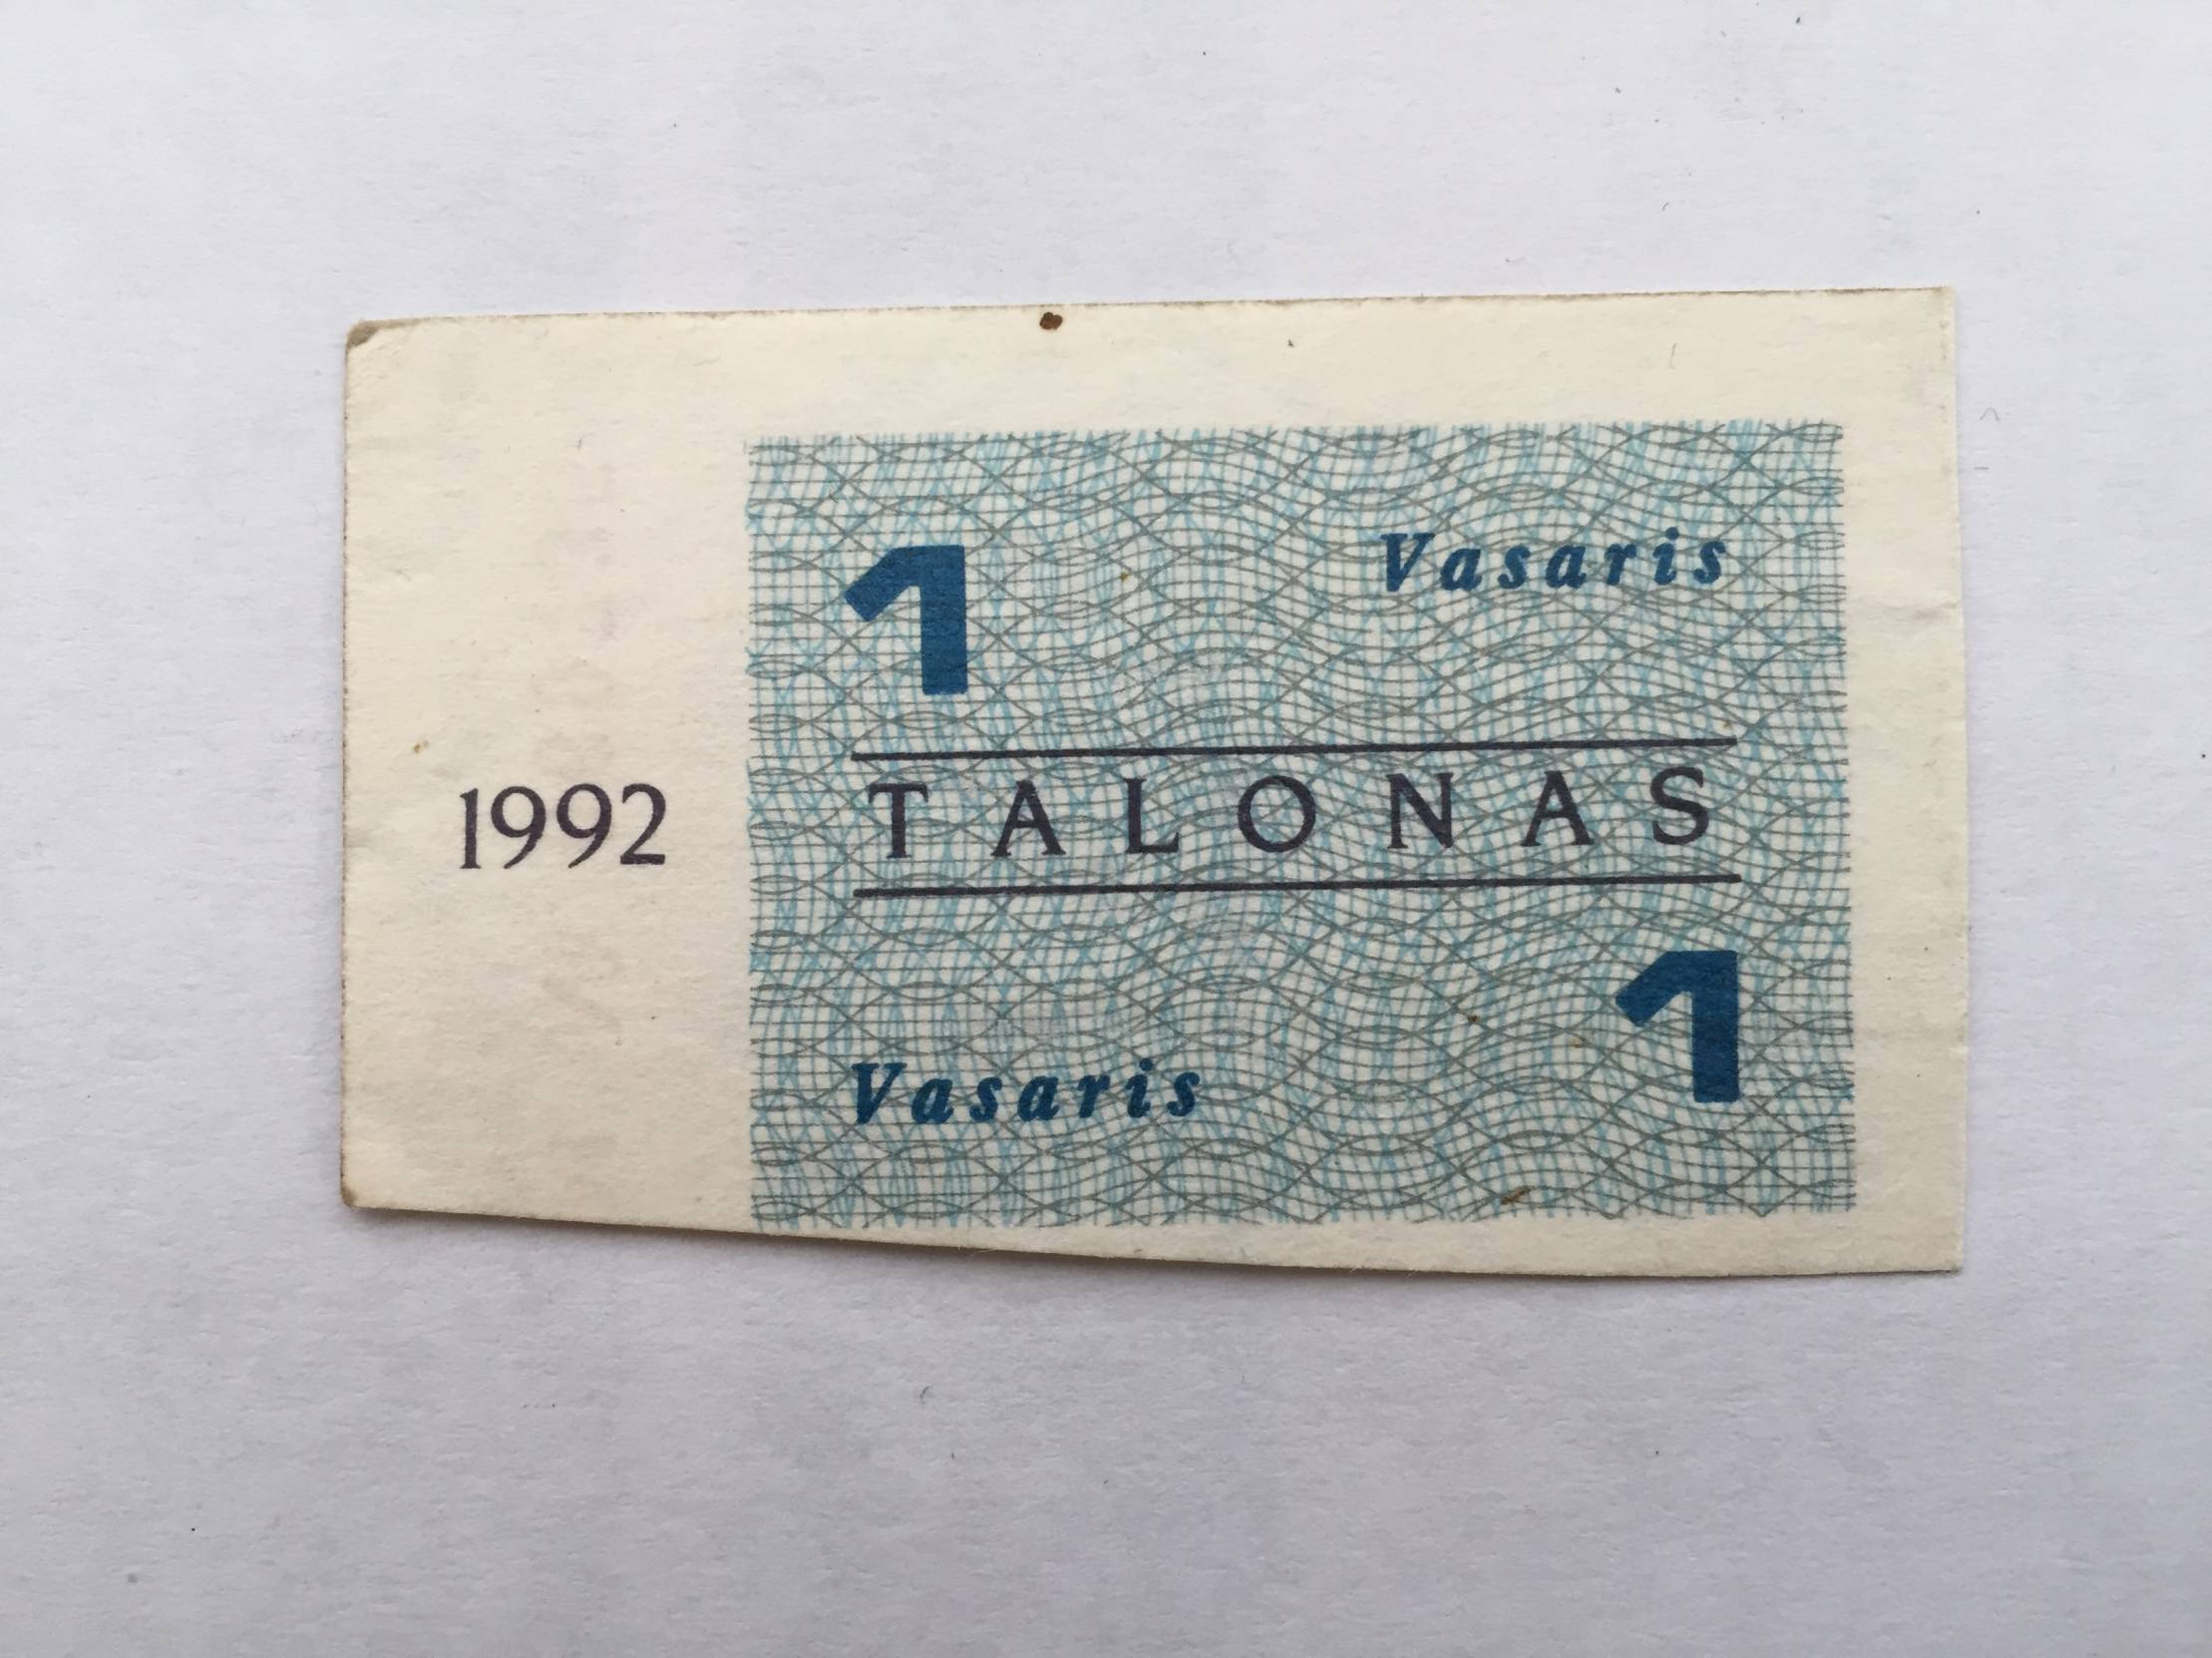 1 Vasaris
1992 TALONAS
Vasaris 1